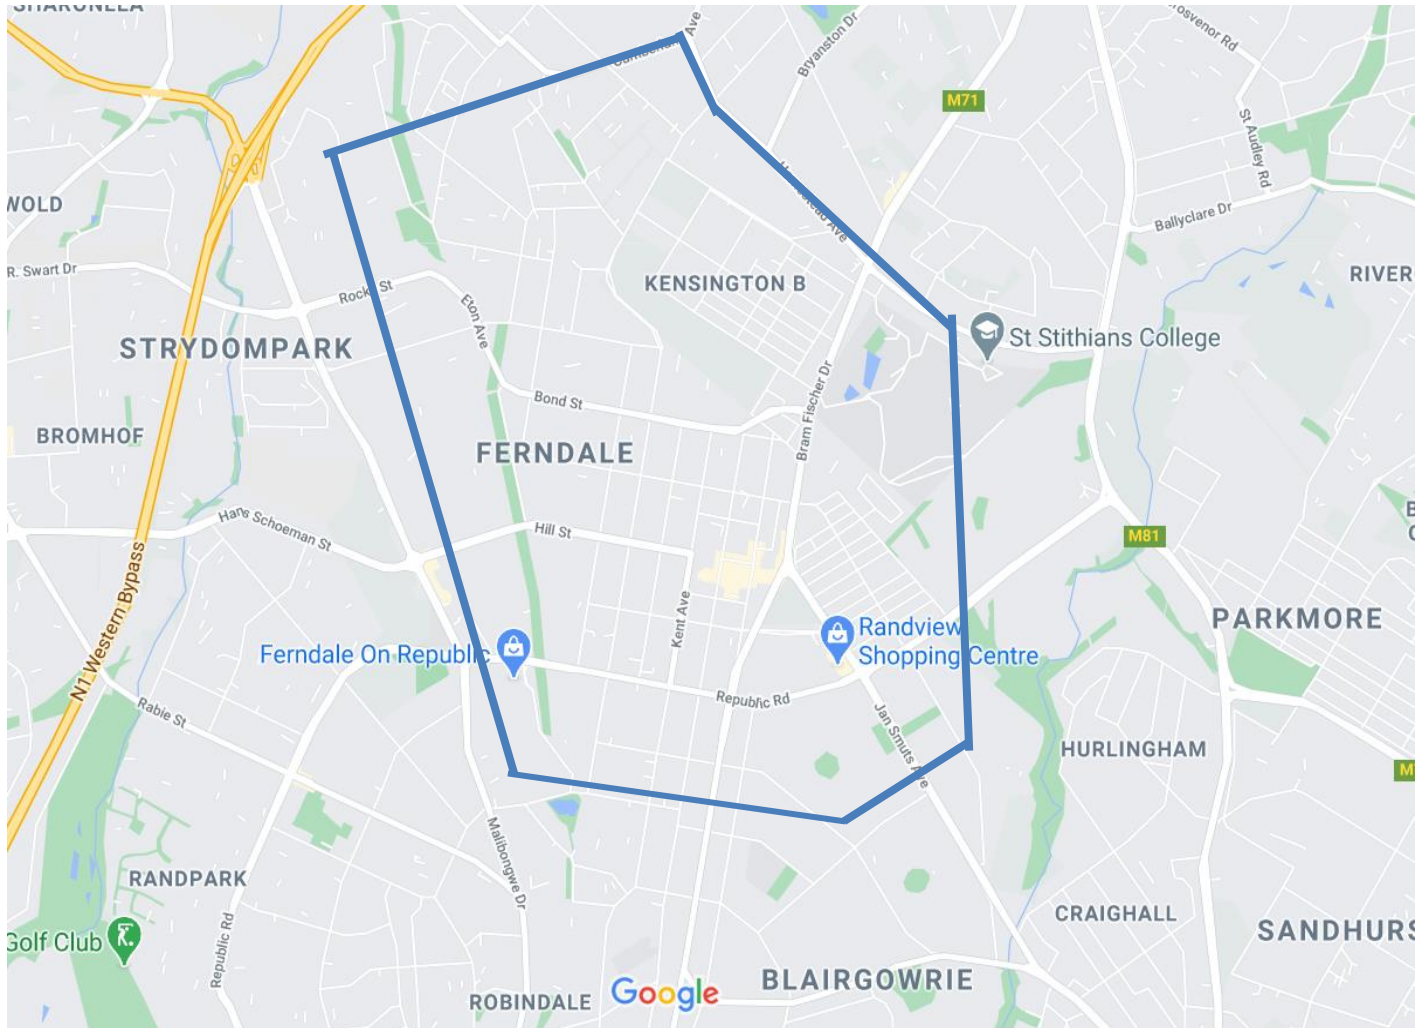 SHARONLEA
Ave
Bryanston Dr
Grosvenor Rd
M71
St Audley Rd
WOLD
Ballyclare Dr
R. Swart Dr
KENSINGTON B
RIVER
Eton Ave
STRYDOMPARK
St Stithians College
Bond St
Bram Fischer Dr
BROMHOF
FERNDALE
Hans Schoeman St
Hill St
M81
N1 Western Bypass
Kent Ave
PARKMORE
Randview
Shopping Centre
Ferndale On Republic
Republic Rd
Rabie St
Jan Smuts Ave
HURLINGHAM
Malibongwe Dr
RANDPARK
Republic Rd
CRAIGHALL
Golf Club
SANDHURS
BLAIRGOWRIE
ROBINDALE
Google